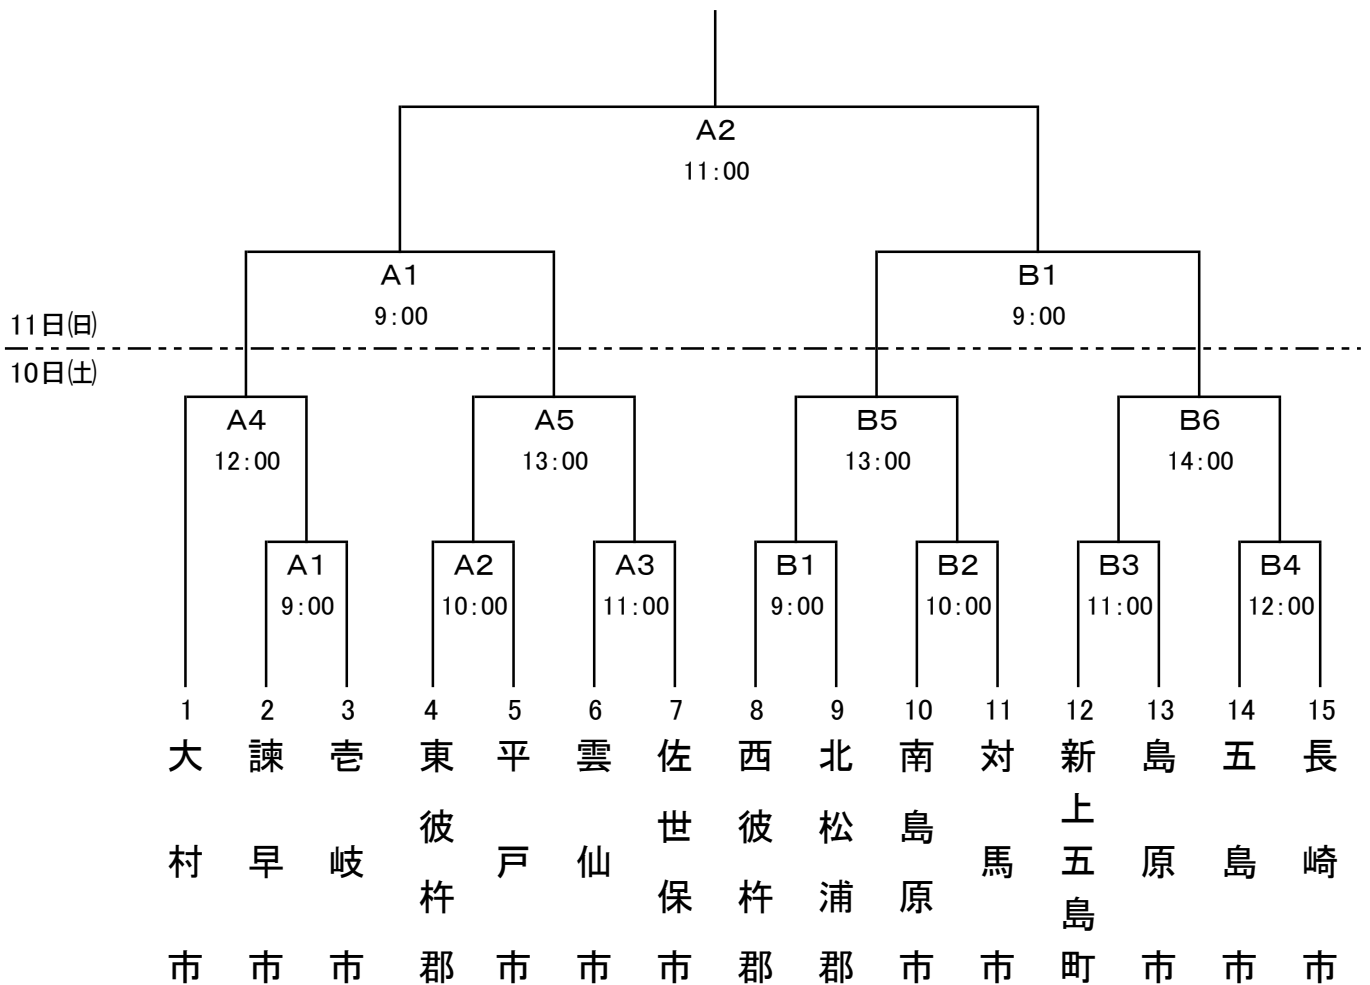 A2
11:00
A1
9:00
B1
9:00
11日㈰
10日㈯
A4
12:00
A5
13:00
B5
13:00
B6
14:00
A1
9:00
A2
10:00
A3
11:00
B1
9:00
B2
10:00
B3
11:00
B4
12:00
1
大村市
2
諫早市
3
壱岐市
4
東彼杵郡
5
平戸市
6
雲仙市
7
佐世保市
8
西彼杵郡
9
北松浦郡
10
南島原市
11
対馬市
12
新上五島町
13
島原市
14
五島市
15
長崎市